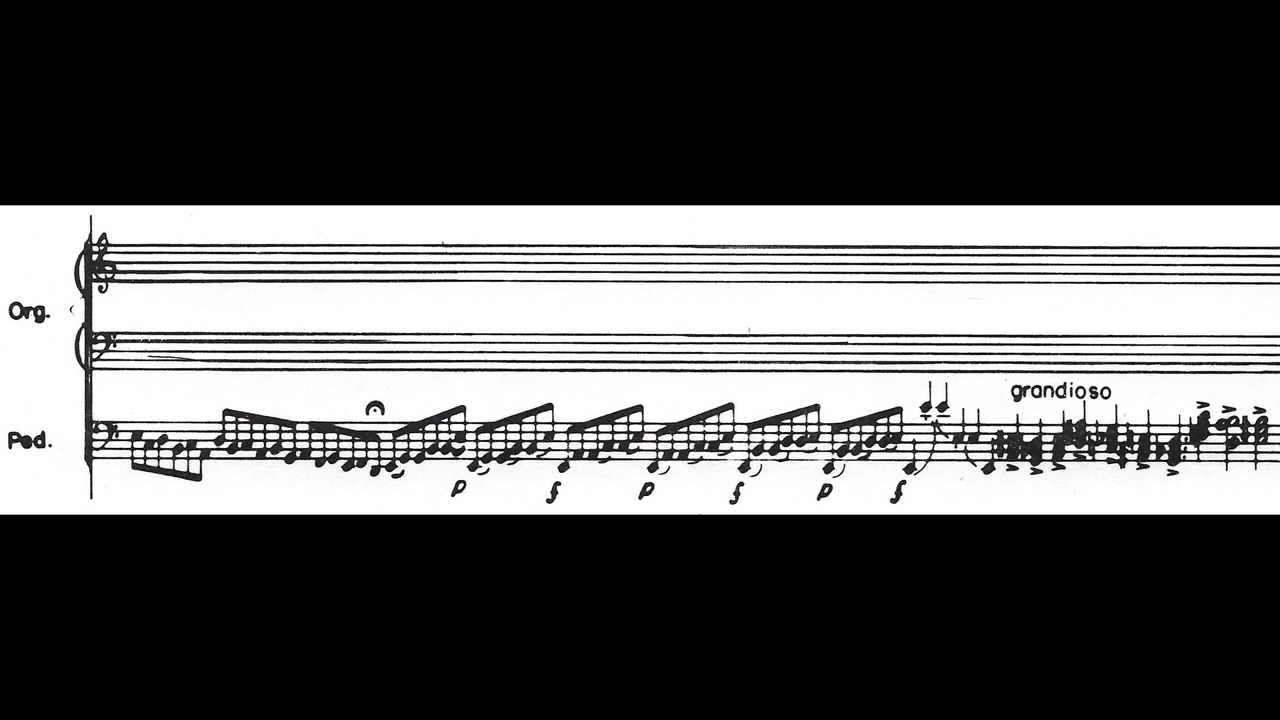 Org.
grandioso
Ped.
p f p f p f